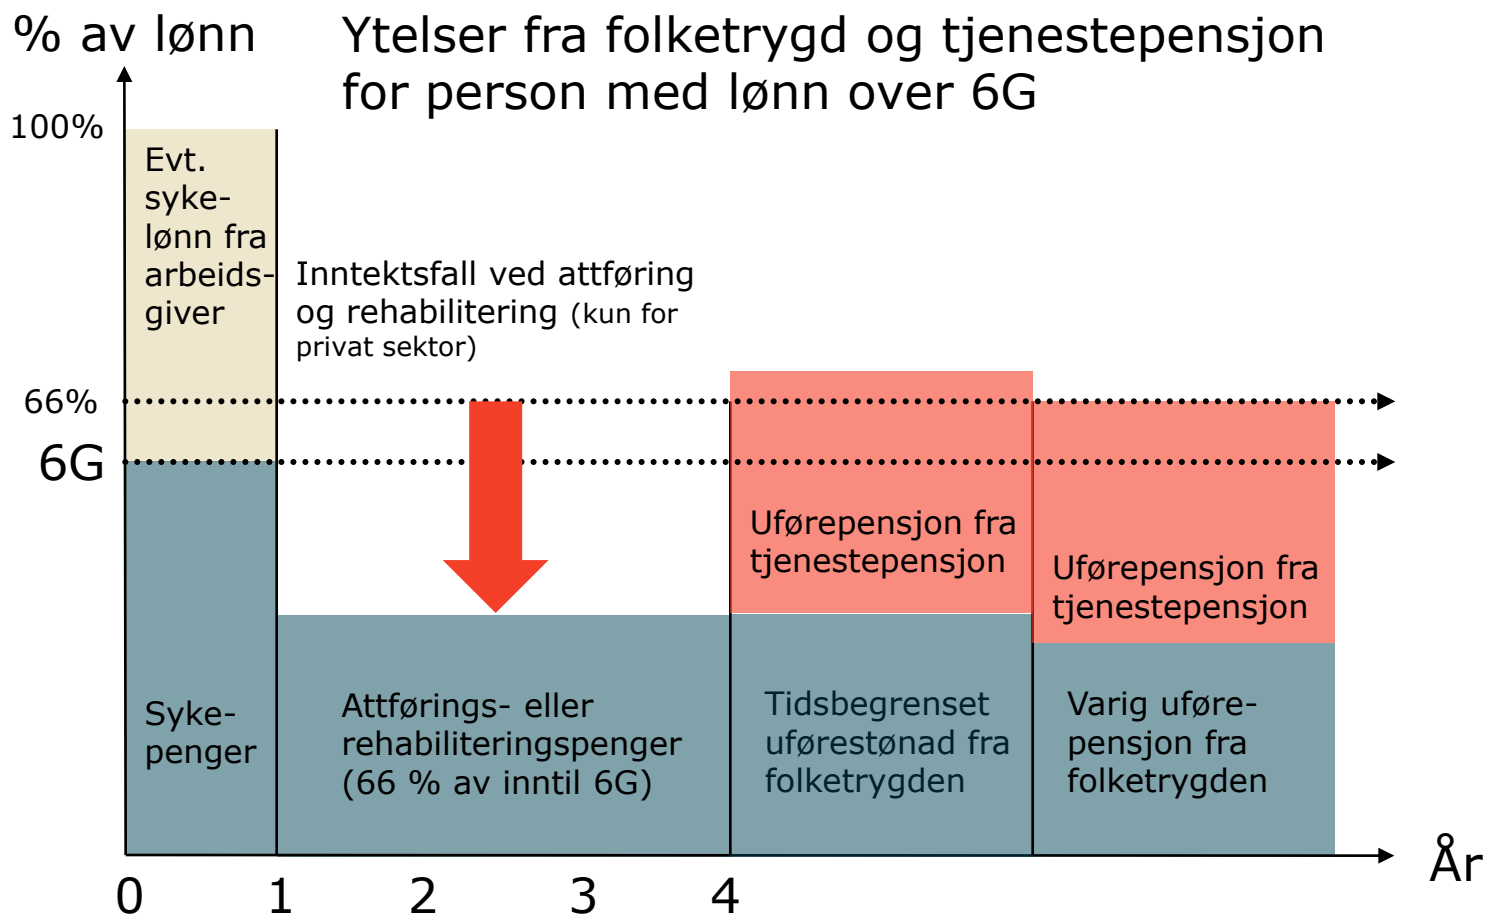 % av lønn
Ytelser fra folketrygd og tjenestepensjon
for person med lønn over 6G
100%
Evt.
syke-
lønn fra
arbeids-
giver
Inntektsfall ved attføring
og rehabilitering (kun for
privat sektor)
66%
6G
Uførepensjon fra
tjenestepensjon
Uførepensjon fra
tjenestepensjon
Syke-
penger
Attførings- eller
rehabiliteringspenger
(66 % av inntil 6G)
Tidsbegrenset
uførestønad fra
folketrygden
Varig uføre-
pensjon fra
folketrygden
År
0 1 2 3 4